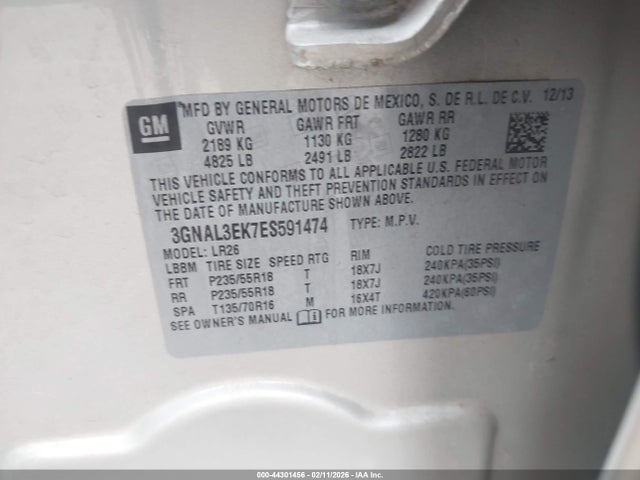 GM
MFD BY GENERAL MOTORS DE MEXICO, S. DE R.L. DE C.V. 12/13
GVWR GAWR FRT GAWR RR
2189 KG 1130 KG 1280 KG
4825 LB 2491 LB 2822 LB
THIS VEHICLE CONFORMS TO ALL APPLICABLE U.S. FEDERAL MOTOR
VEHICLE SAFETY AND THEFT PREVENTION STANDARDS IN EFFECT ON
THE DATE OF MANUFACTURE SHOWN ABOVE.
3GNAL3EK7ES591474 TYPE: M.P.V.
MODEL: LR26
LBBM TIRE SIZE SPEED RTG RIM COLD TIRE PRESSURE
FRT P235/55R18 T 18X7J 240KPA(35PSI)
RR P235/55R18 T 18X7J 240KPA(35PSI)
SPA T135/70R16 M 16X4T 420KPA(60PSI)
SEE OWNER'S MANUAL FOR MORE INFORMATION.
000-44301456 - 02/11/2026 - IAA Inc.